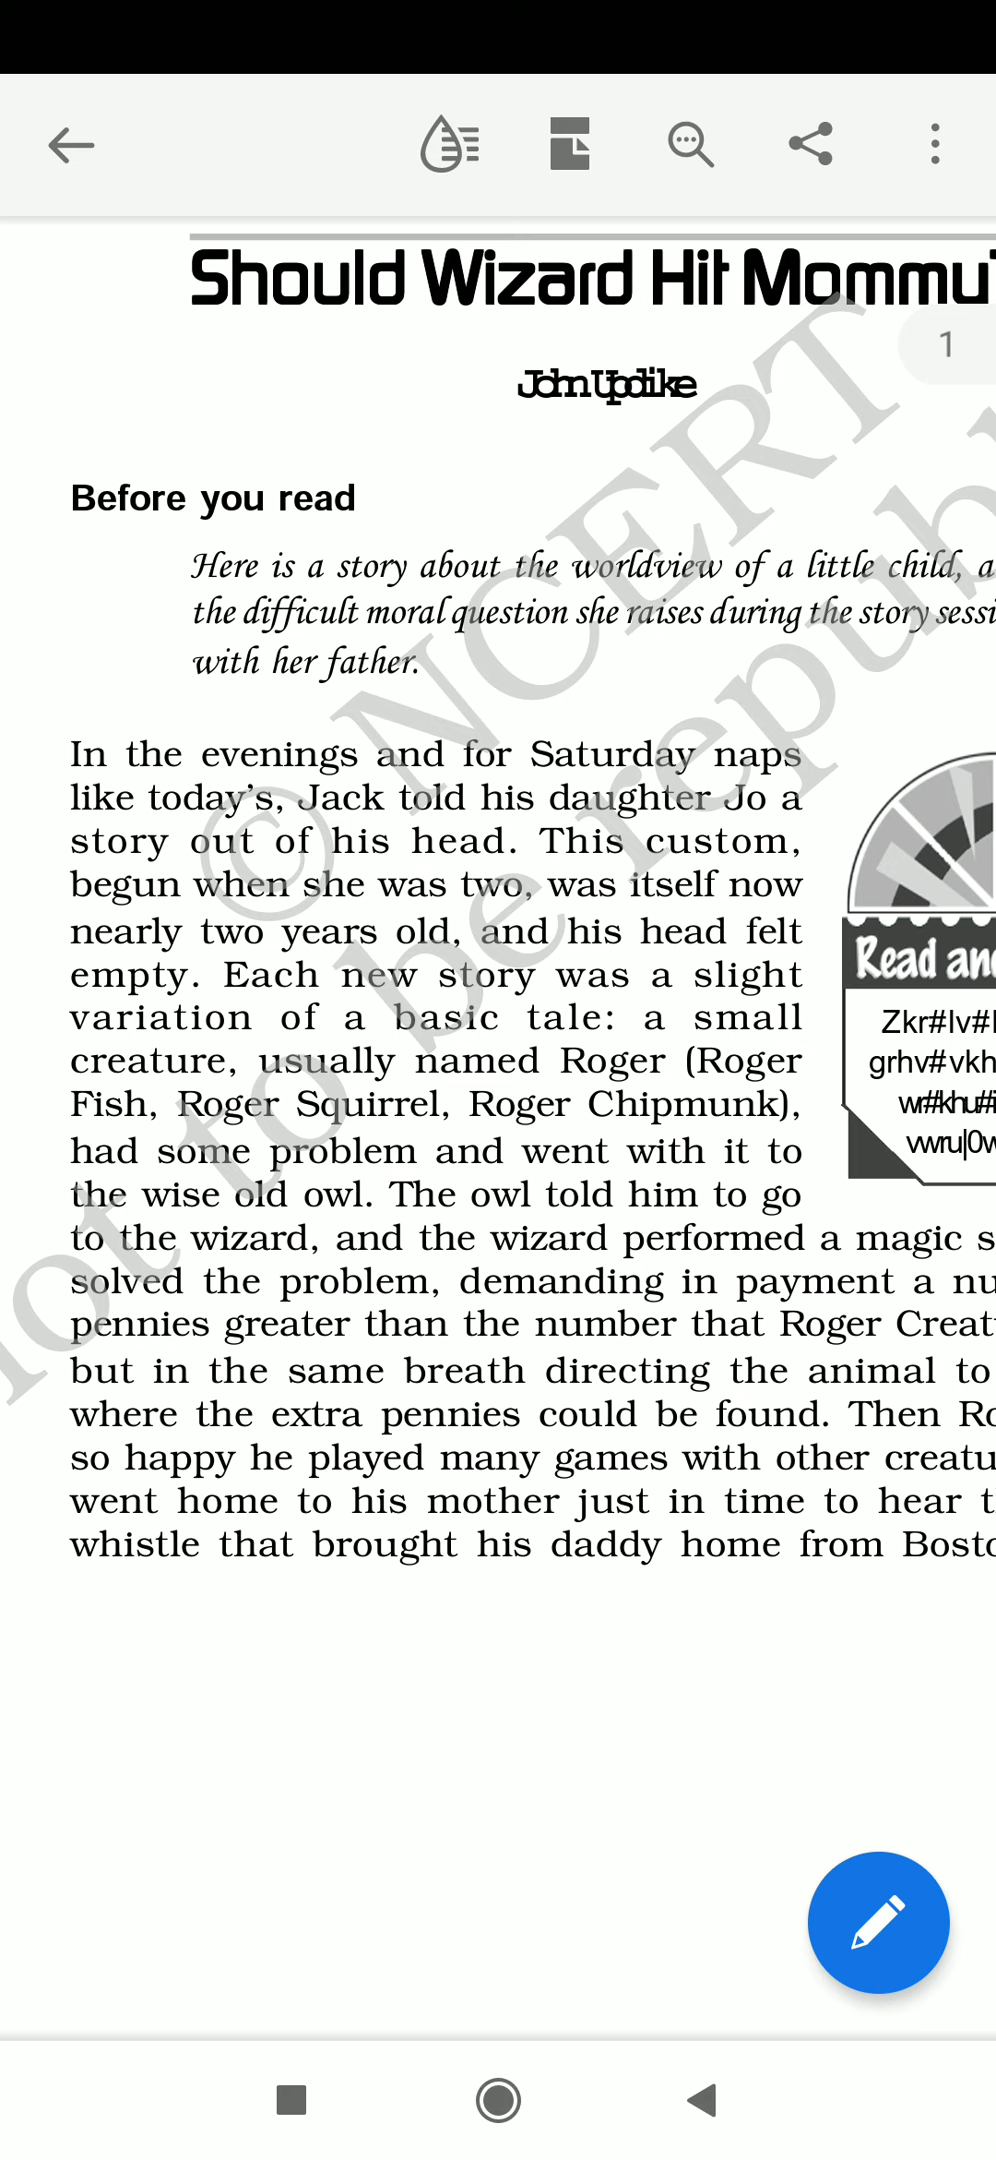 Should Wizard Hit Mommy
1
John Updike
Before you read
Here is a story about the worldview of a little child, a
the difficult moral question she raises during the story sessi
with her father.
In the evenings and for Saturday naps
like today's, Jack told his daughter Jo a
story out of his head. This custom,
begun when she was two, was itself now
nearly two years old, and his head felt
empty. Each new story was a slight
variation of a basic tale: a small
creature, usually named Roger (Roger
Fish, Roger Squirrel, Roger Chipmunk),
had some problem and went with it to
the wise old owl. The owl told him to go
to the wizard, and the wizard performed a magic s
solved the problem, demanding in payment a nu
pennies greater than the number that Roger Creat
but in the same breath directing the animal to
where the extra pennies could be found. Then Ro
so happy he played many games with other creatu
went home to his mother just in time to hear t
whistle that brought his daddy home from Bosto
Read an
Zkr#lv#
grhv#vkh
wr#khu#i
vwru|0w
© NCERT
not to be repub